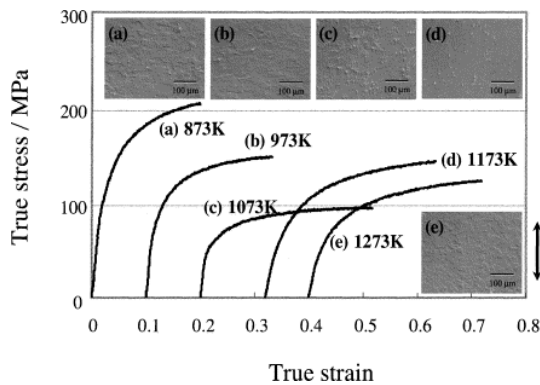 True stress / MPa
300
200
100
0
(a)
100 μm
(b)
100 μm
(c)
100 μm
(d)
100 μm
(a) 873K
(b) 973K
(c) 1073K
(d) 1173K
(e) 1273K
(e)
100 μm
0 0.1 0.2 0.3 0.4 0.5 0.6 0.7 0.8
True strain